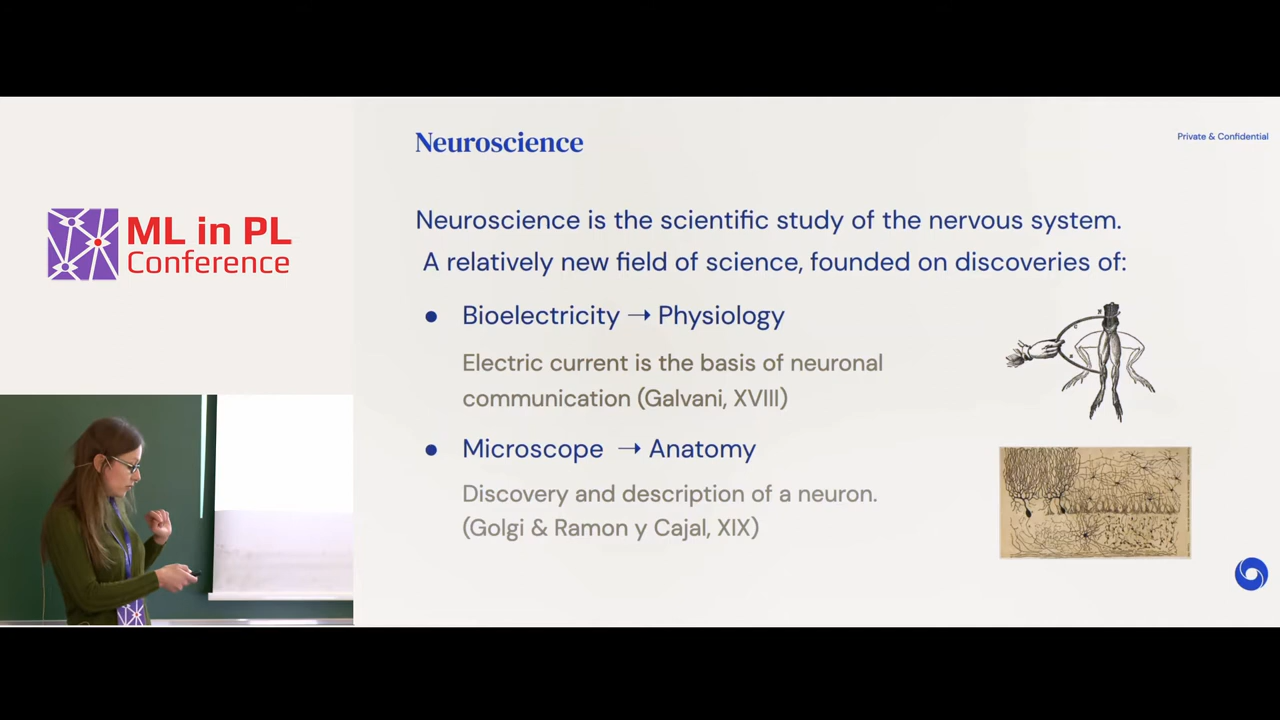 ML in PL
Conference
Neuroscience
Private & Confidential
Neuroscience is the scientific study of the nervous system.
A relatively new field of science, founded on discoveries of:
● Bioelectricity → Physiology
Electric current is the basis of neuronal
communication (Galvani, XVIII)
● Microscope → Anatomy
Discovery and description of a neuron.
(Golgi & Ramon y Cajal, XIX)